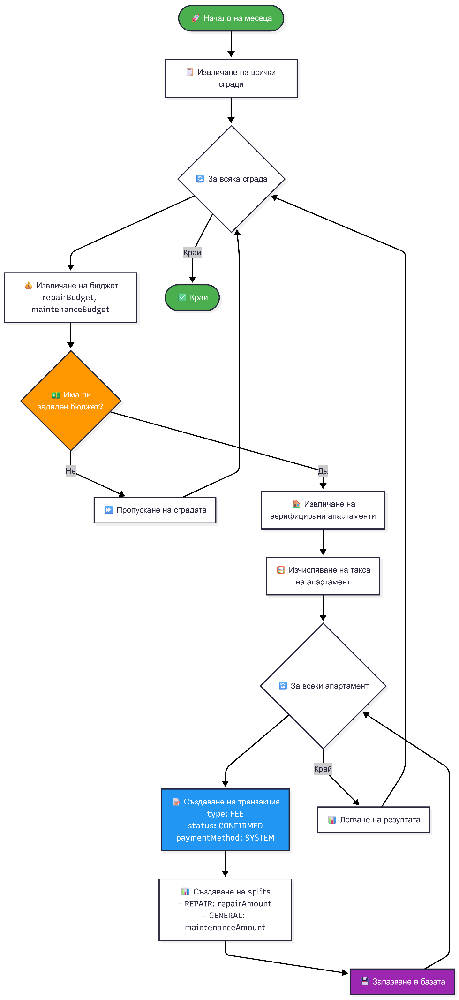 🚀 Начало на месеца
📋 Извличане на всички
сгради
🔄 За всяка сграда
Край
💰 Извличане на бюджет
repairBudget,
maintenanceBudget
✅ Край
💵 Има ли
зададен бюджет?
Не
Да
⏭️ Пропускане на сградата
🏠 Извличане на
верифицирани апартаменти
🧮 Изчисляване на такса
на апартамент
🔄 За всеки апартамент
Край
📝 Създаване на транзакция
type: FEE
status: CONFIRMED
paymentMethod: SYSTEM
📊 Логване на резултата
📊 Създаване на splits
- REPAIR: repairAmount
- GENERAL:
maintenanceAmount
💾 Запазване в базата